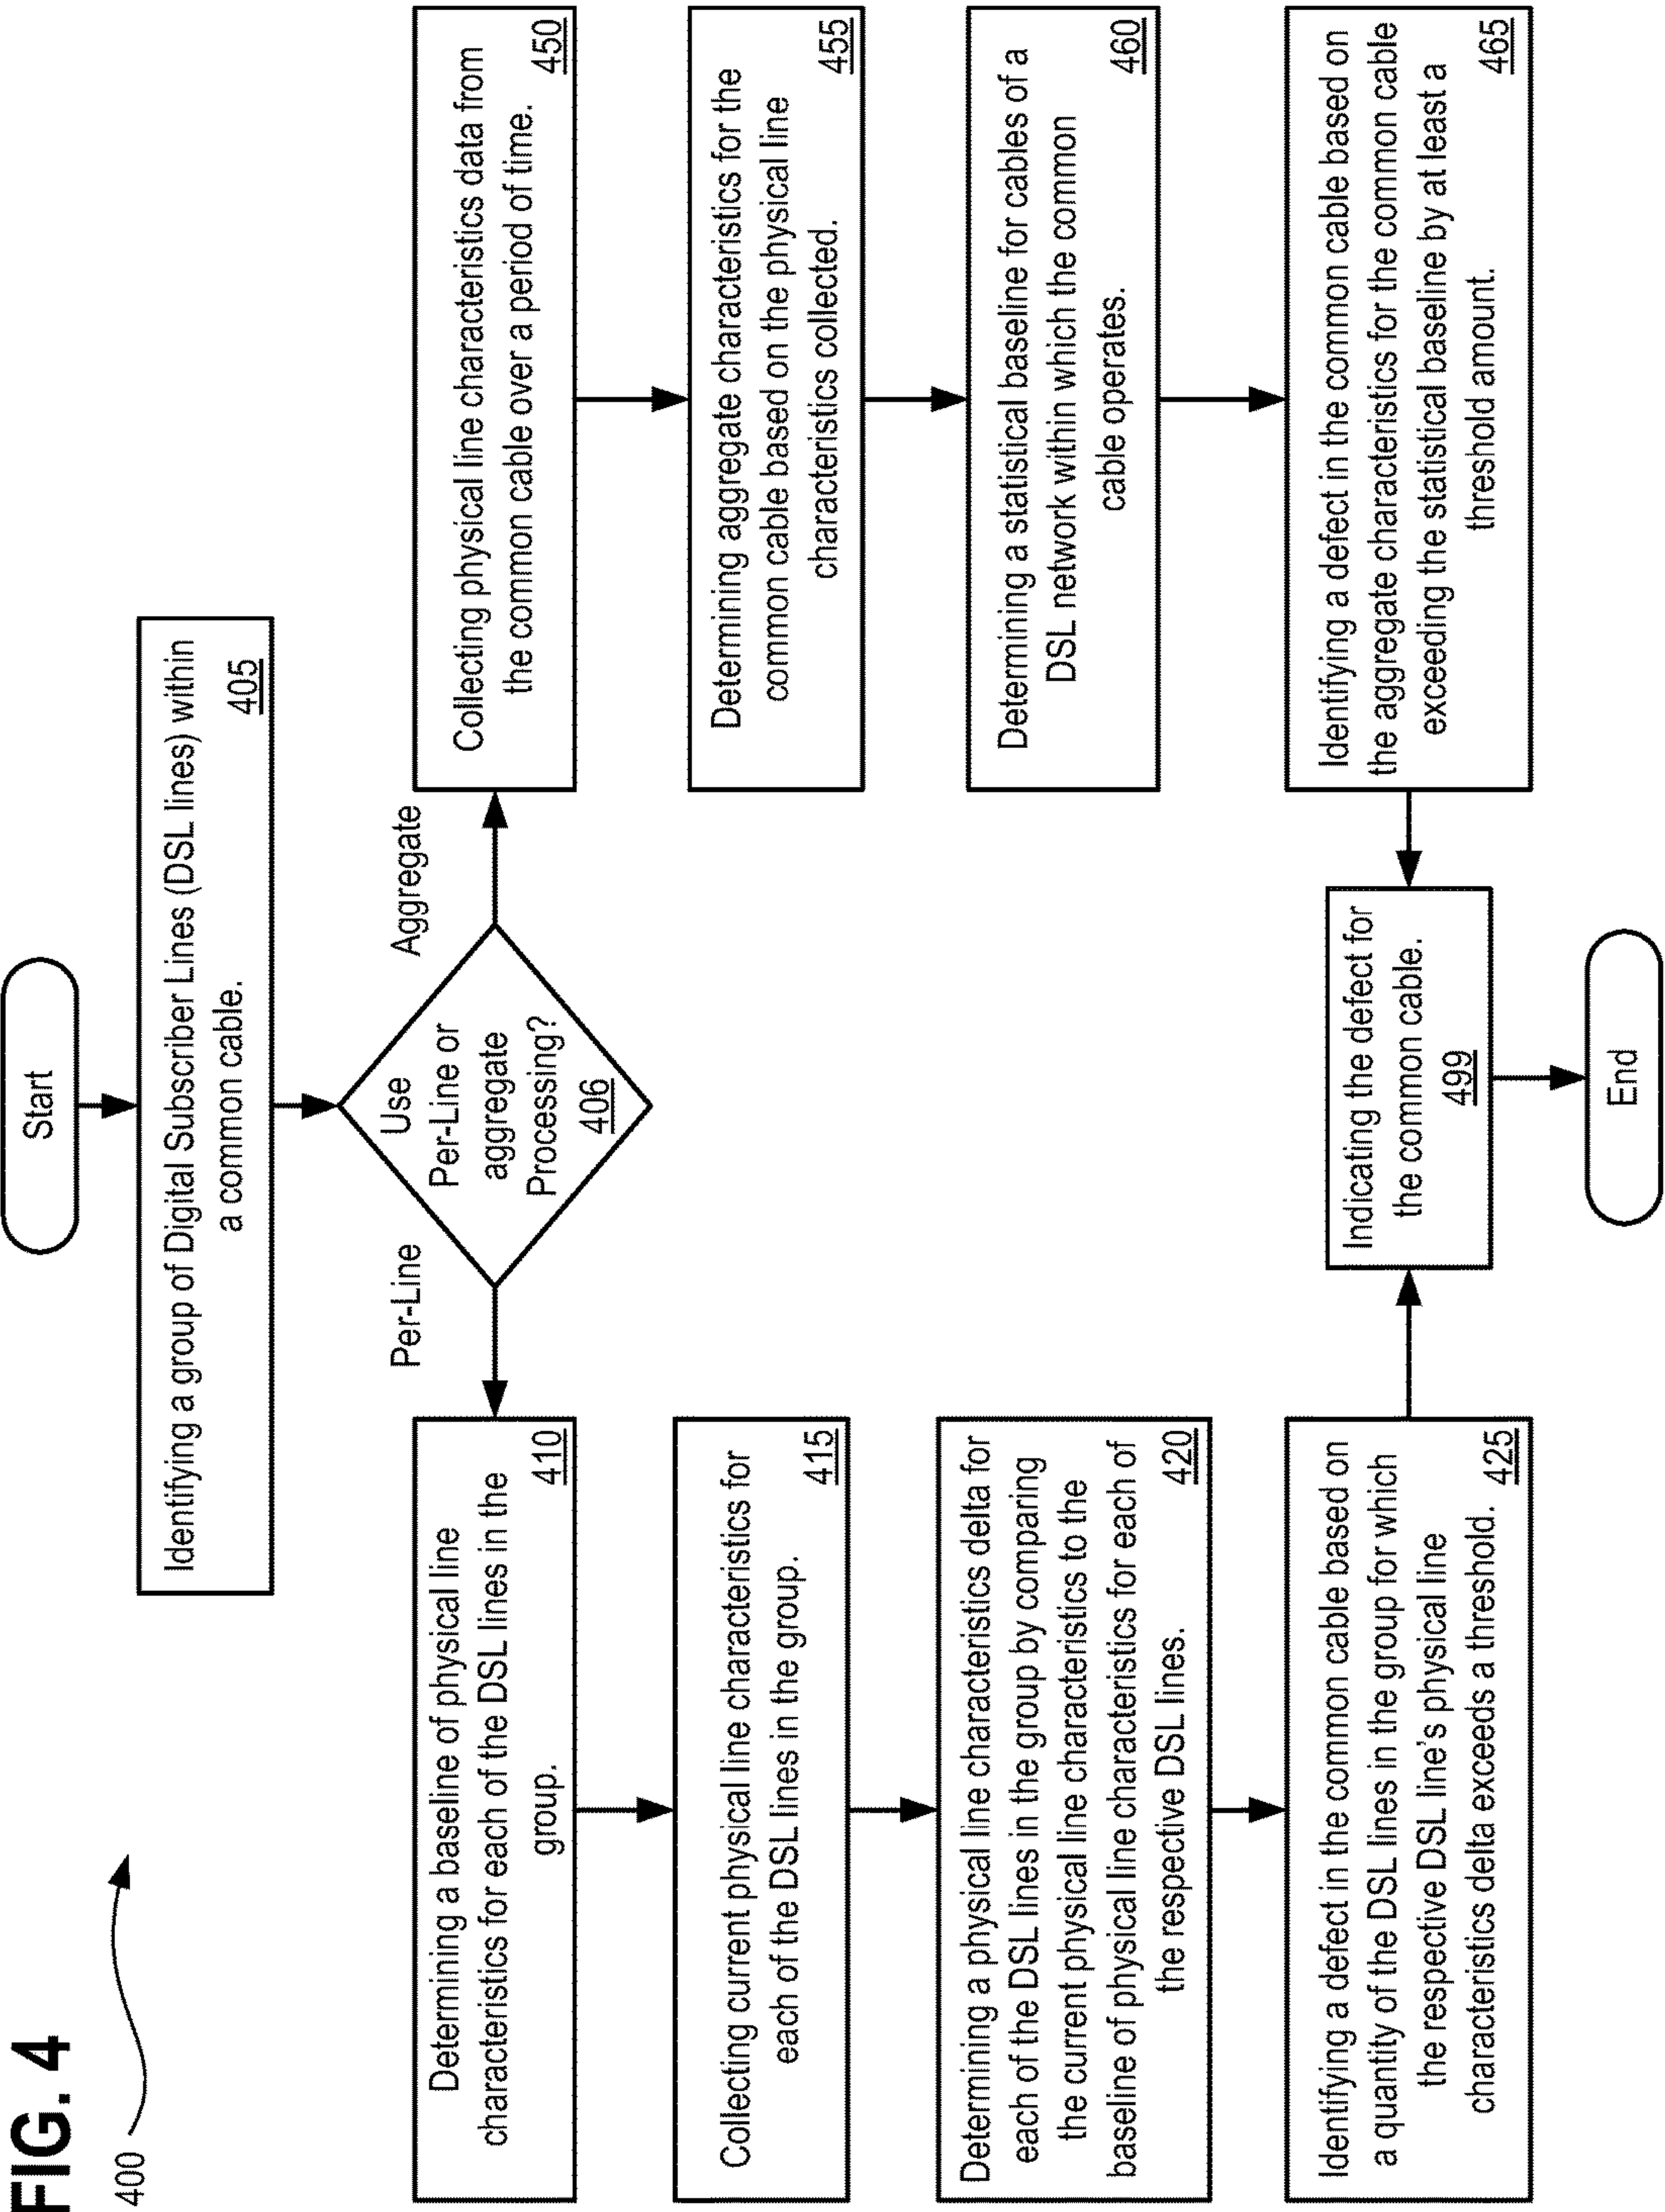 FIG. 4
400
Start
Identifying a group of Digital Subscriber Lines (DSL lines) within
a common cable.
405
Use
Per-Line or
aggregate
Processing?
406
Per-Line
Aggregate
Determining a baseline of physical line
characteristics for each of the DSL lines in the
group.
410
Collecting current physical line characteristics for
each of the DSL lines in the group.
415
Determining a physical line characteristics delta for
each of the DSL lines in the group by comparing
the current physical line characteristics to the
baseline of physical line characteristics for each of
the respective DSL lines.
420
Identifying a defect in the common cable based on
a quantity of the DSL lines in the group for which
the respective DSL line's physical line
characteristics delta exceeds a threshold.
425
Collecting physical line characteristics data from
the common cable over a period of time.
450
Determining aggregate characteristics for the
common cable based on the physical line
characteristics collected.
455
Determining a statistical baseline for cables of a
DSL network within which the common
cable operates.
460
Identifying a defect in the common cable based on
the aggregate characteristics for the common cable
exceeding the statistical baseline by at least a
threshold amount.
465
Indicating the defect for
the common cable.
499
End